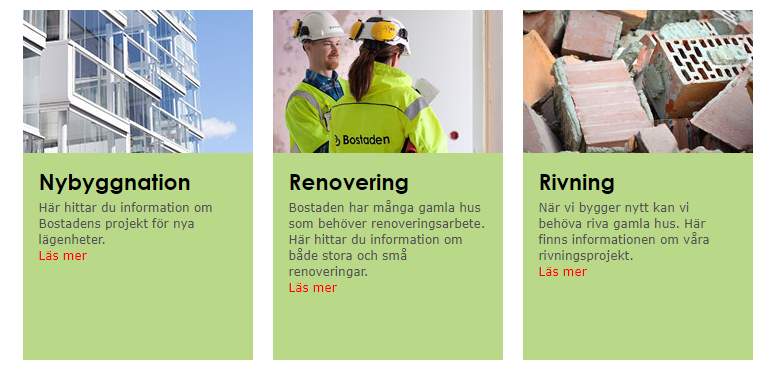 Bostaden
Nybyggnation
Här hittar du information om
Bostadens projekt för nya
lägenheter.
Läs mer
Renovering
Bostaden har många gamla hus
som behöver renoveringsarbete.
Här hittar du information om
både stora och små
renoveringar.
Läs mer
Rivning
När vi bygger nytt kan vi
behöva riva gamla hus. Här
finns informationen om våra
rivningsprojekt.
Läs mer